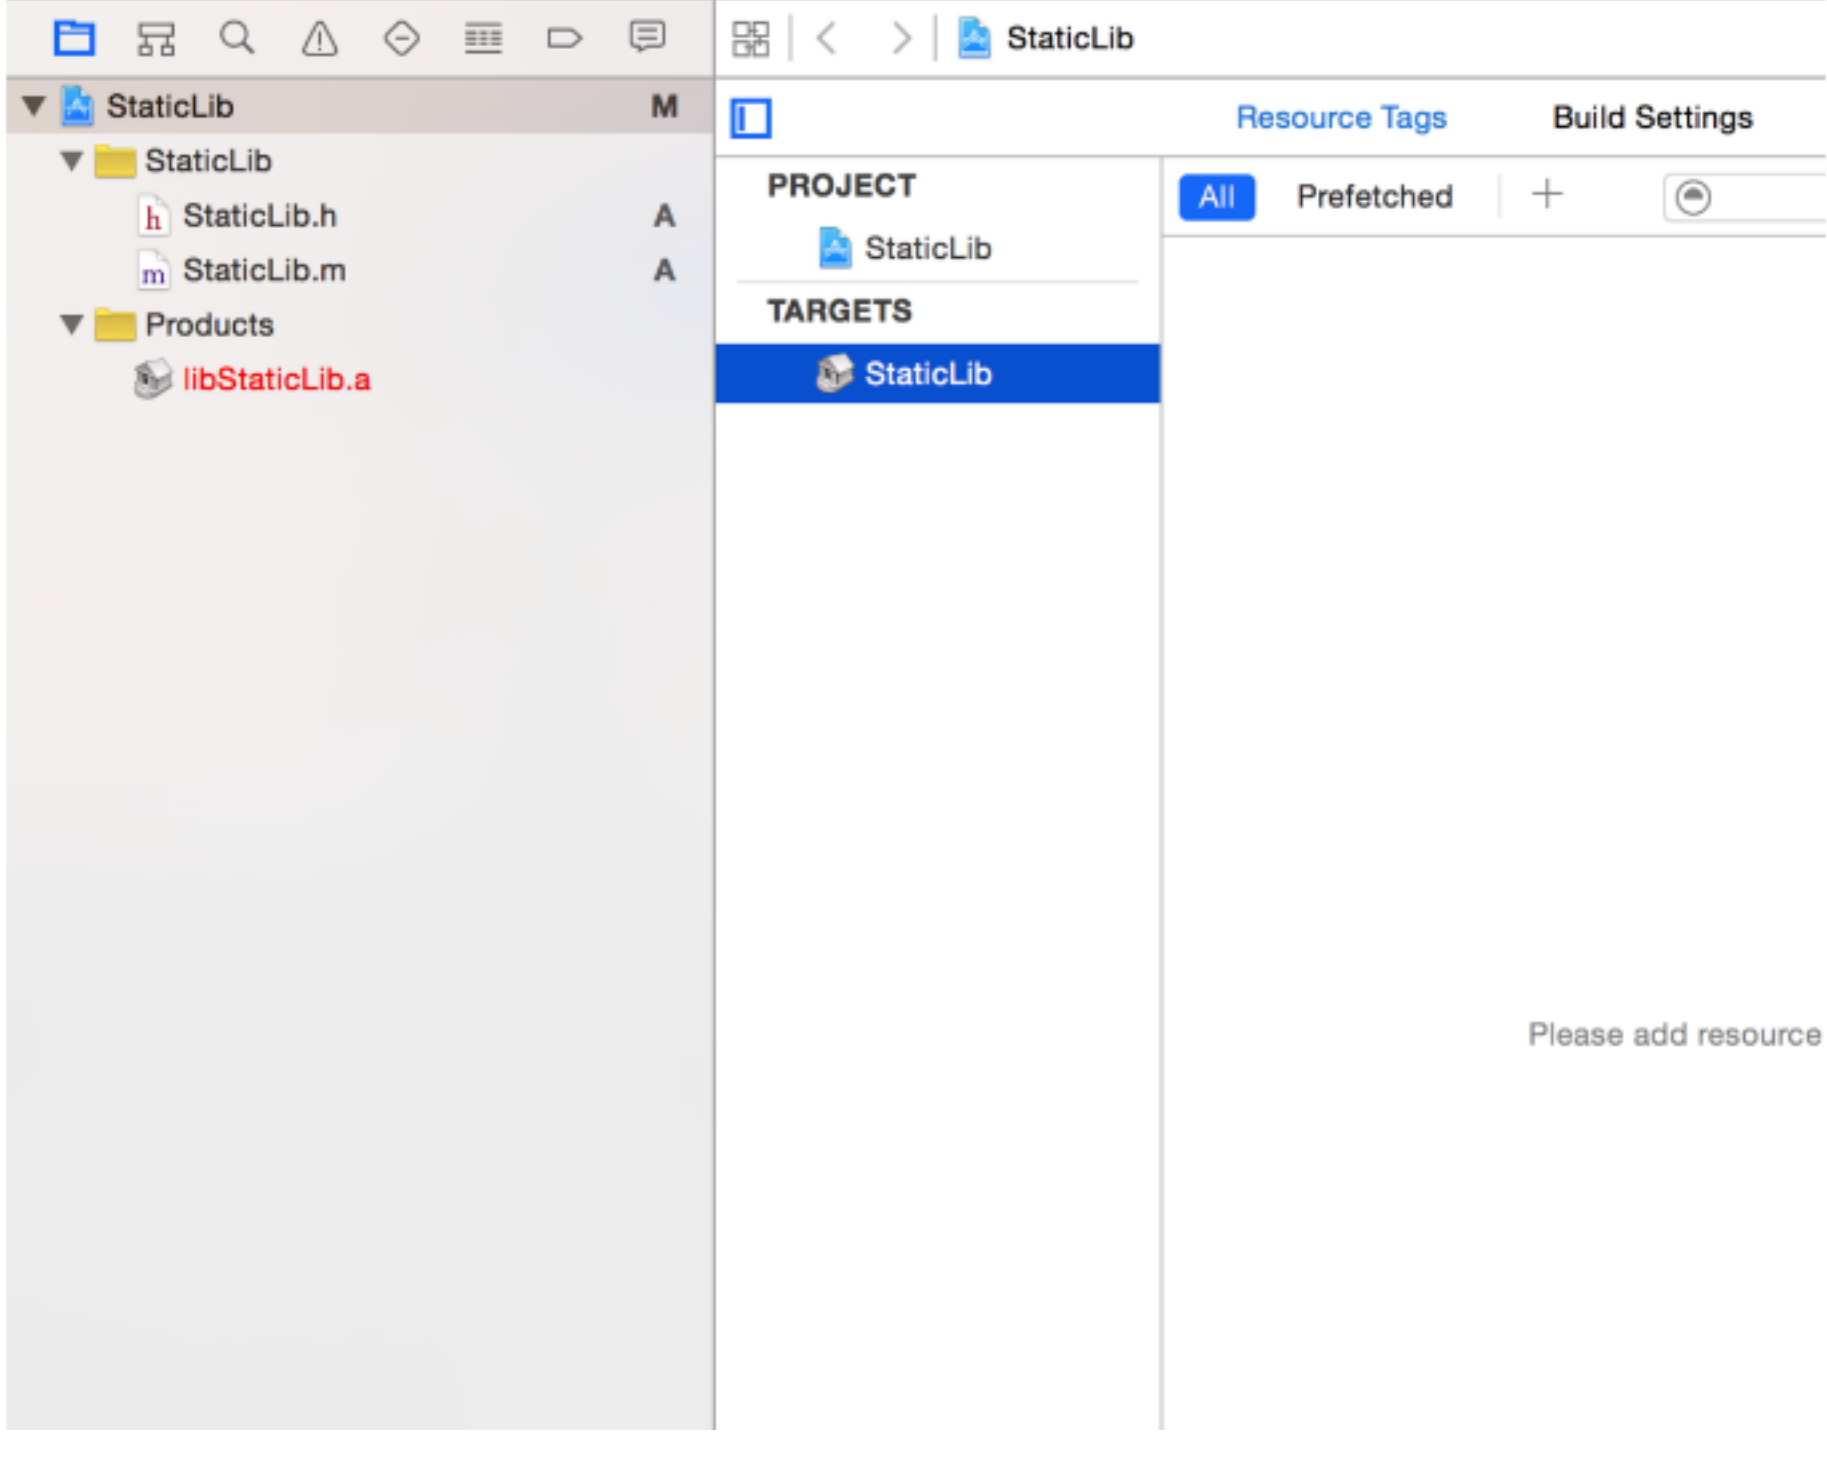 StaticLib M
StaticLib
h StaticLib.h A
m StaticLib.m A
Products
libStaticLib.a
StaticLib
Resource Tags Build Settings
PROJECT
StaticLib
TARGETS
StaticLib
All Prefetched
Please add resource